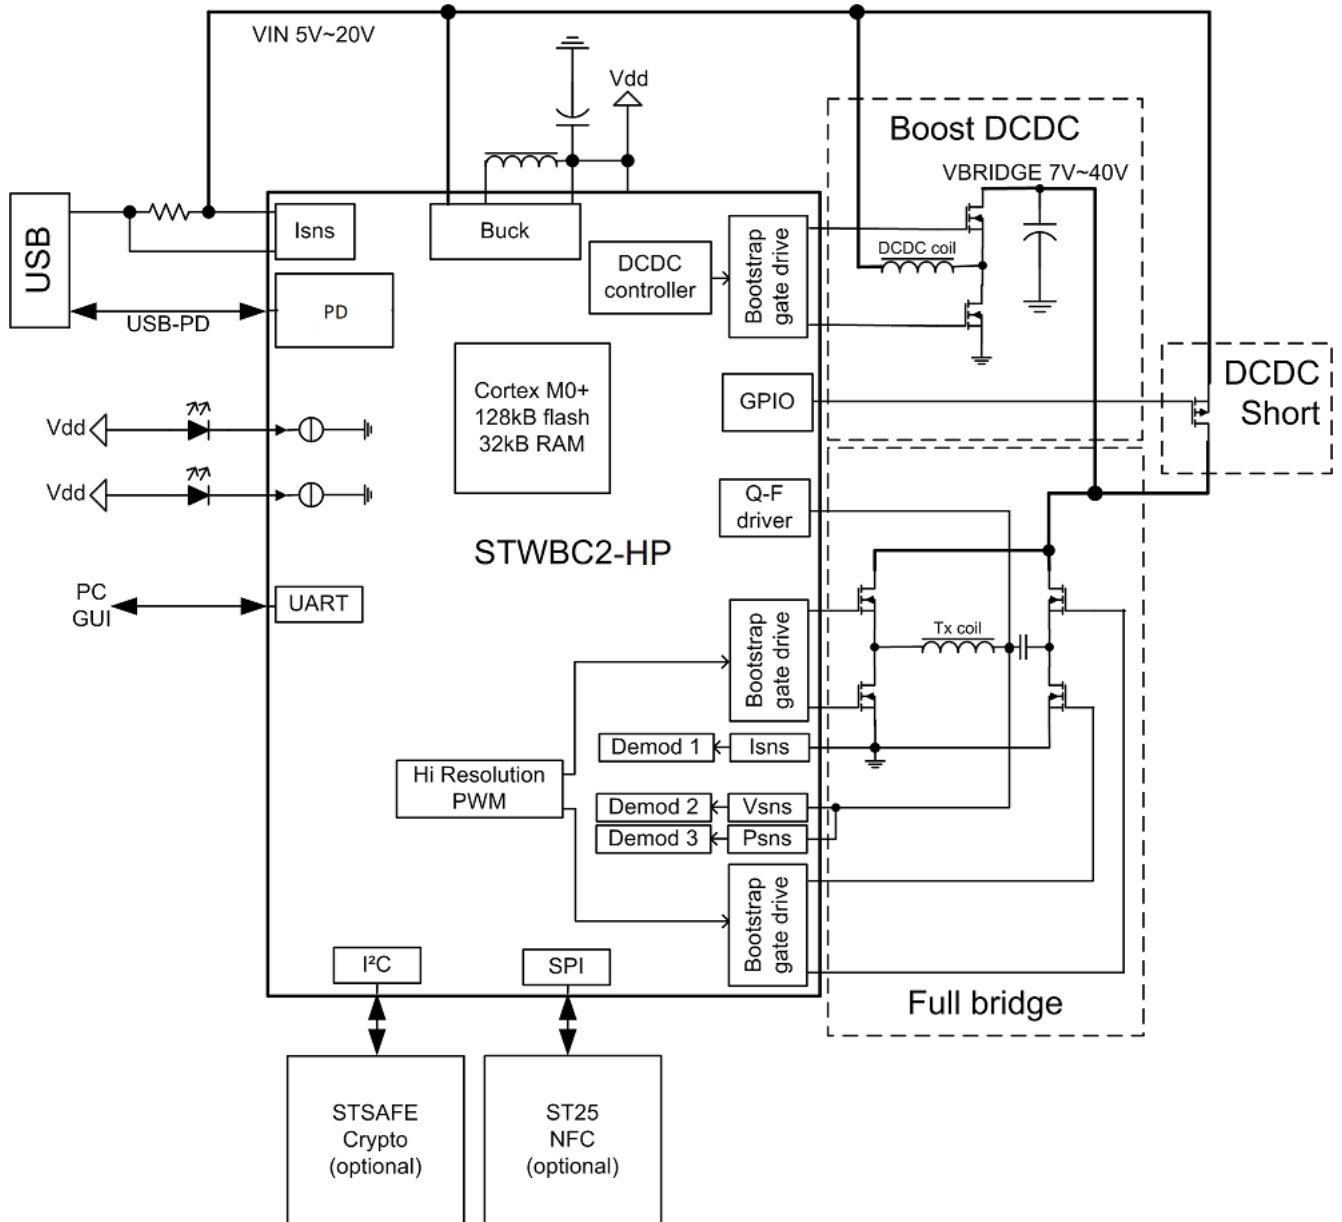 VIN 5V~20V
Vdd
Boost DCDC
VBRIDGE 7V~40V
USB
Isns
Buck
DCDC
controller
Bootstrap
gate drive
DCDC coil
USB-PD
PD
Cortex M0+
128kB flash
32kB RAM
GPIO
DCDC
Short
Vdd
Vdd
Q-F
driver
STWBC2-HP
PC
GUI
UART
Bootstrap
gate drive
Tx coil
Demod 1
Isns
Hi Resolution
PWM
Demod 2
Vsns
Demod 3
Psns
Bootstrap
gate drive
I²C
SPI
Full bridge
STSAFE
Crypto
(optional)
ST25
NFC
(optional)